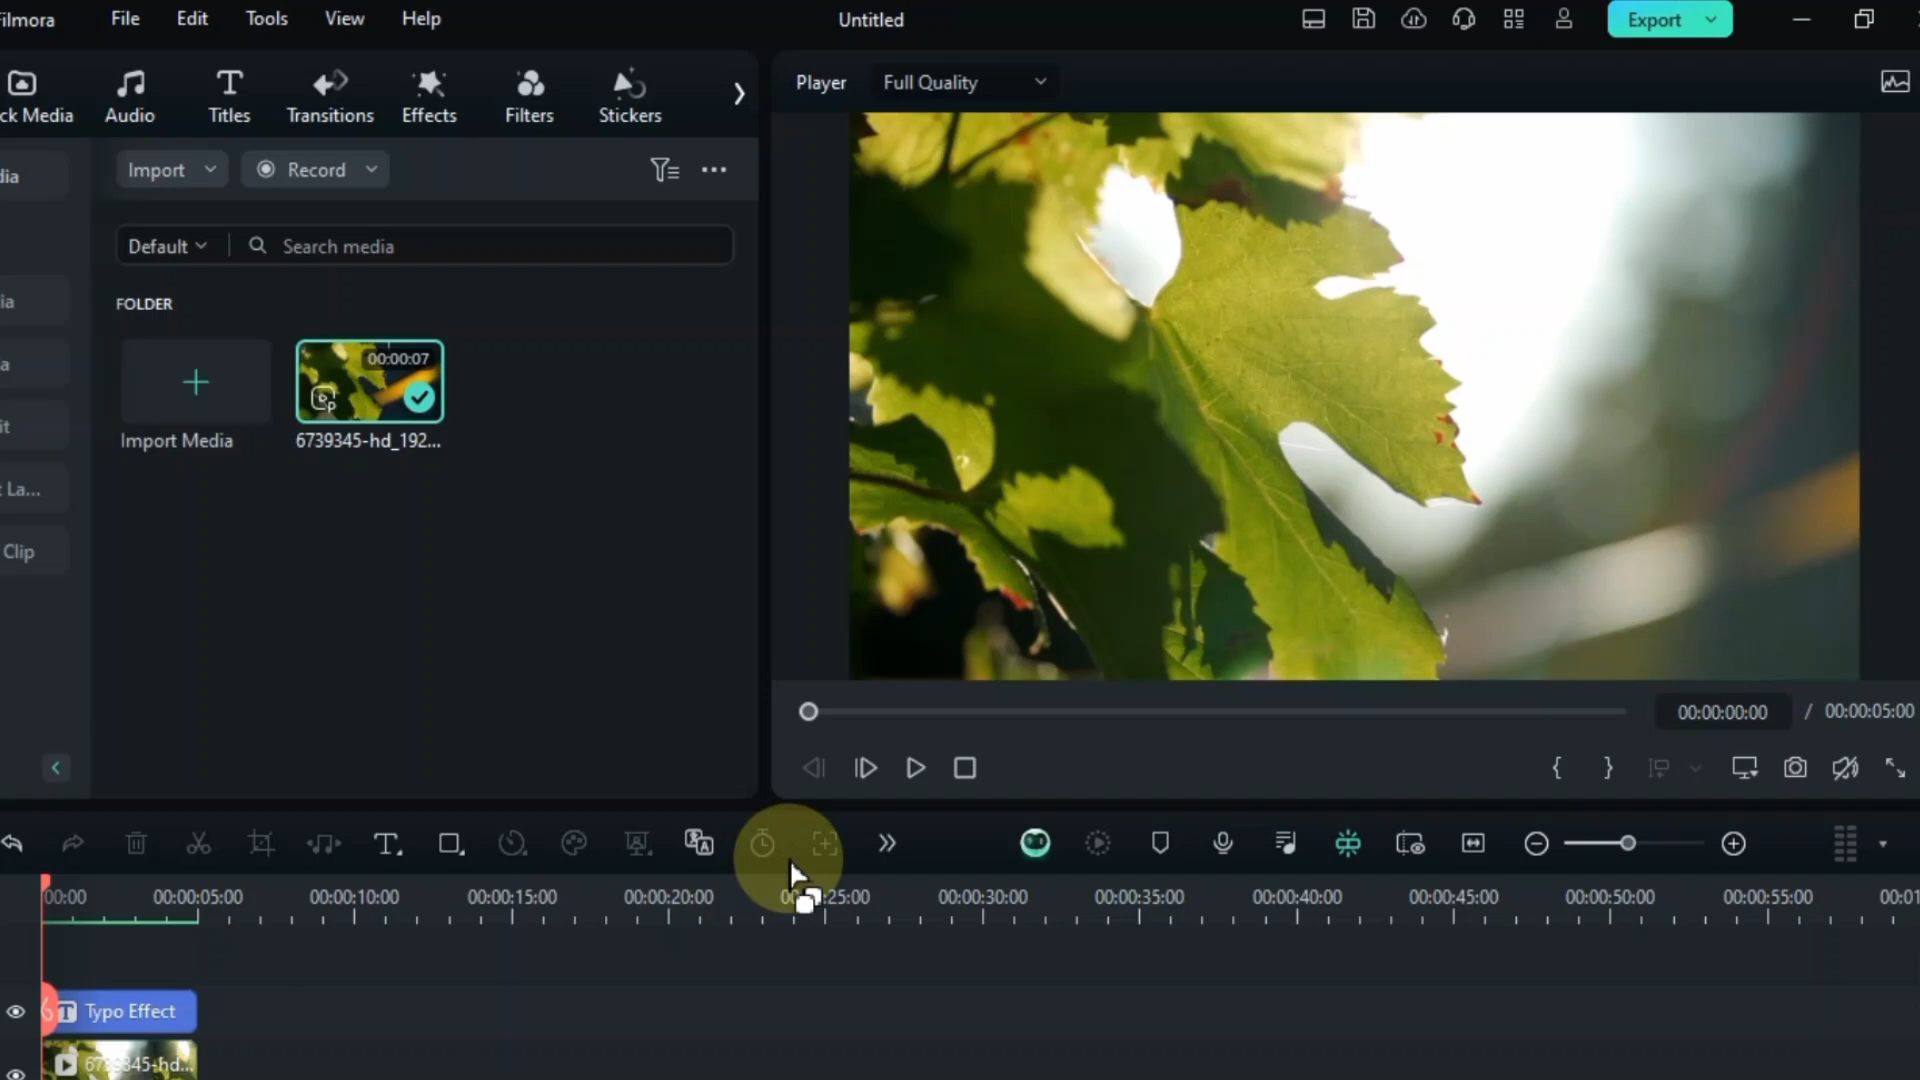 Filmora File Edit Tools View Help Untitled Export
ck Media Audio Titles Transitions Effects Filters Stickers
Player Full Quality
dia Import Record
Default Search media
ia
FOLDER
a
00:00:07
it
Import Media 6739345-hd_192...
t La...
Clip
00:00:00:00 / 00:00:05:00
{ }
00:00 00:00:05:00 00:00:10:00 00:00:15:00 00:00:20:00 00:00:25:00 00:00:30:00 00:00:35:00 00:00:40:00 00:00:45:00 00:00:50:00 00:00:55:00 00:01
Typo Effect
6739345-hd...